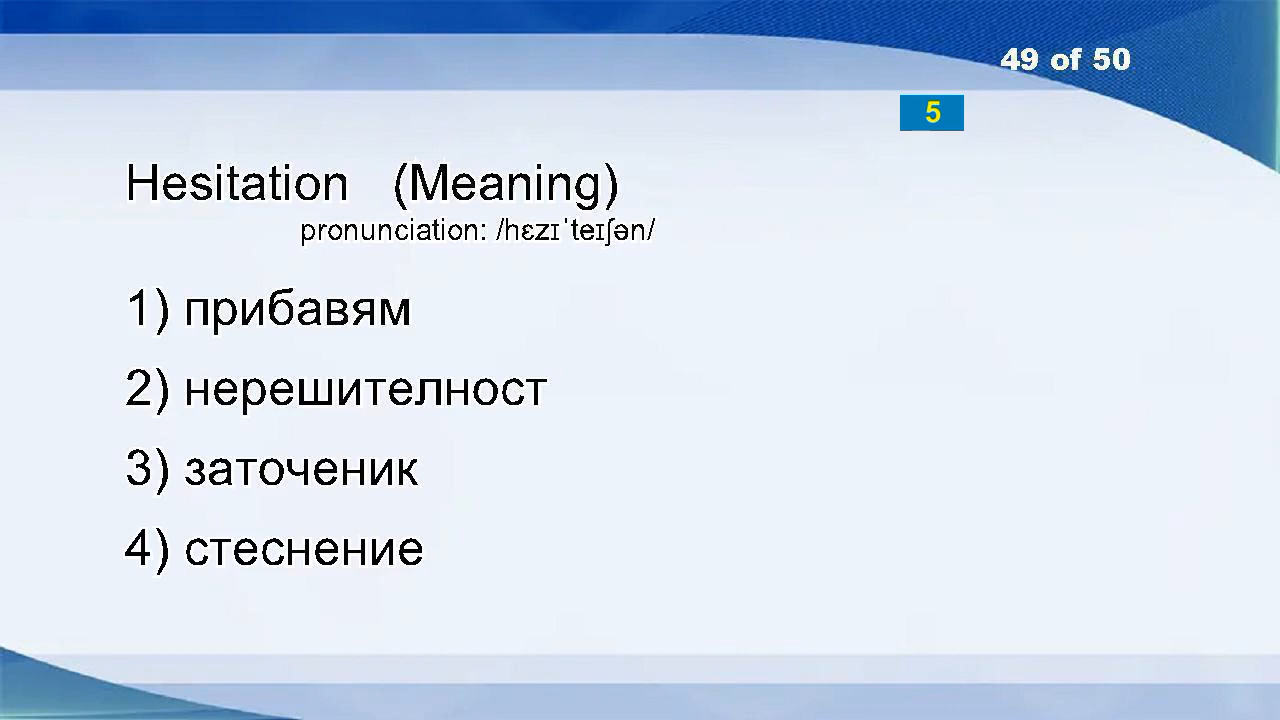 49 of 50
5
Hesitation (Meaning)
pronunciation: /hɛzɪˈteɪʃən/
1) прибавям
2) нерешителност
3) заточеник
4) стеснение